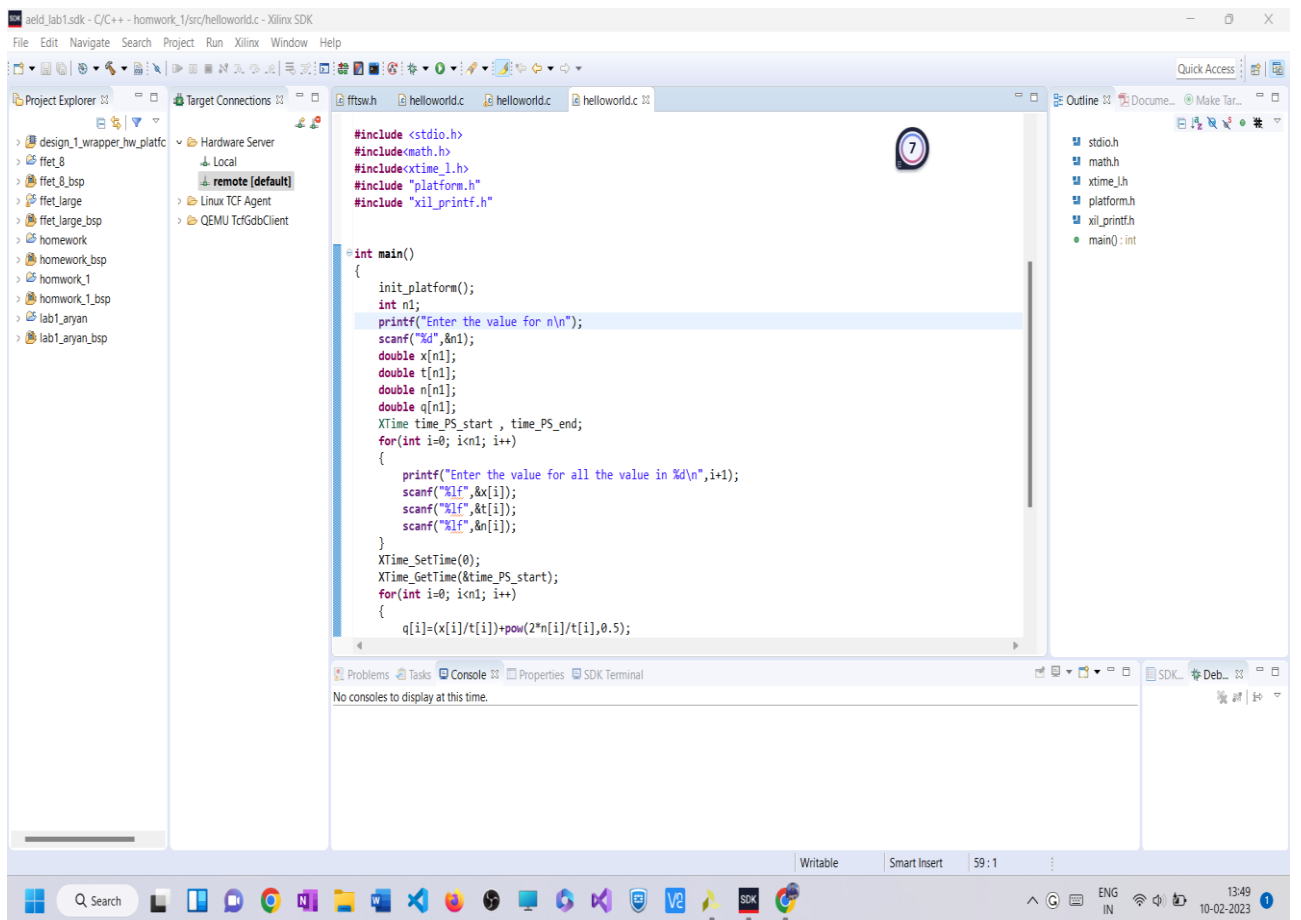 aeld_lab1.sdk - C/C++ - homwork_1/src/helloworld.c - Xilinx SDK
File Edit Navigate Search Project Run Xilinx Window Help
Quick Access
Project Explorer
Target Connections
fftsw.h helloworld.c helloworld.c helloworld.c
Outline Docume... Make Tar...
design_1_wrapper_hw_platfc
ffet_8
ffet_8_bsp
ffet_large
ffet_large_bsp
homework
homework_bsp
homwork_1
homwork_1_bsp
lab1_aryan
lab1_aryan_bsp
Hardware Server
Local
remote [default]
Linux TCF Agent
QEMU TcfGdbClient
#include <stdio.h>
#include<math.h>
#include<xtime_l.h>
#include "platform.h"
#include "xil_printf.h"
7
int main()
{
init_platform();
int n1;
printf("Enter the value for n\n");
scanf("%d",&n1);
double x[n1];
double t[n1];
double n[n1];
double q[n1];
XTime time_PS_start , time_PS_end;
for(int i=0; i<n1; i++)
{
printf("Enter the value for all the value in %d\n",i+1);
scanf("%lf",&x[i]);
scanf("%lf",&t[i]);
scanf("%lf",&n[i]);
}
XTime_SetTime(0);
XTime_GetTime(&time_PS_start);
for(int i=0; i<n1; i++)
{
q[i]=(x[i]/t[i])+pow(2*n[i]/t[i],0.5);
stdio.h
math.h
xtime_l.h
platform.h
xil_printf.h
main() : int
Problems Tasks Console Properties SDK Terminal
SDK... Deb...
No consoles to display at this time.
Writable Smart Insert 59 : 1
Search
SDK
ENG
IN
13:49
10-02-2023
1